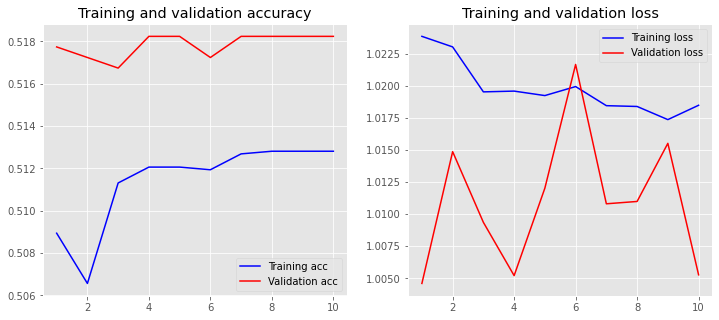 Training and validation accuracy
0.518
0.516
0.514
0.512
0.510
0.508
0.506
2 4 6 8 10
Training acc
Validation acc
Training and validation loss
1.0225
1.0200
1.0175
1.0150
1.0125
1.0100
1.0075
1.0050
2 4 6 8 10
Training loss
Validation loss